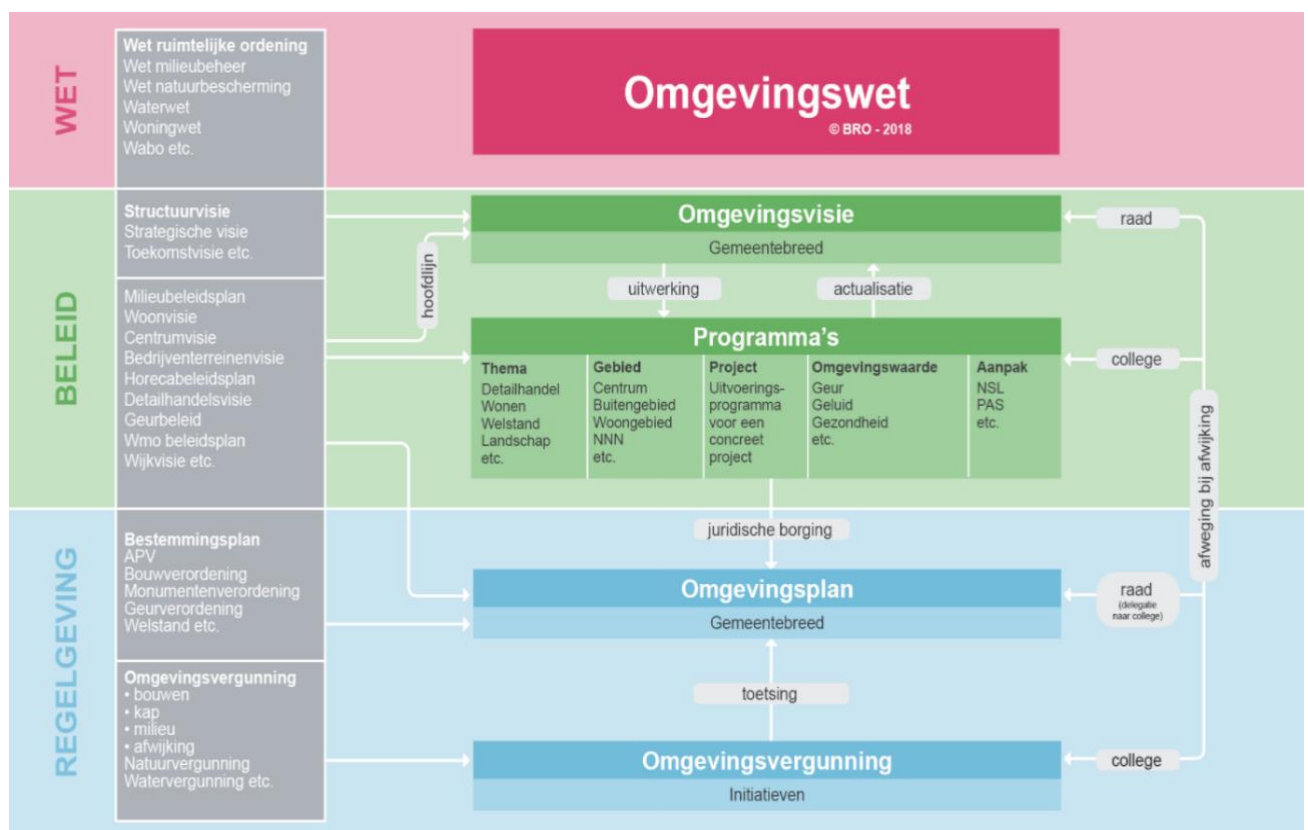 WET
Wet ruimtelijke ordening
Wet milieubeheer
Wet natuurbescherming
Waterwet
Woningwet
Wabo etc.
Omgevingswet
© BRO - 2018
BELEID
Structuurvisie
Strategische visie
Toekomstvisie etc.
Milieubeleidsplan
Woonvisie
Centrumvisie
Bedrijventerreinenvisie
Horecabeleidsplan
Detailhandelsvisie
Geurbeleid
Wmo beleidsplan
Wijkvisie etc.
hoofdlijn
Omgevingsvisie
Gemeentebreed
raad
uitwerking
actualisatie
Programma's
college
Thema
Detailhandel
Wonen
Welstand
Landschap
etc.
Gebied
Centrum
Buitengebied
Woongebied
NNN
etc.
Project
Uitvoerings-
programma
voor een
concreet
project
Omgevingswaarde
Geur
Geluid
Gezondheid
etc.
Aanpak
NSL
PAS
etc.
afweging bij afwijking
REGELGEVING
Bestemmingsplan
APV
Bouwverordening
Monumentenverordening
Geurverordening
Welstand etc.
Omgevingsvergunning
• bouwen
• kap
• milieu
• afwijking
Natuurvergunning
Watervergunning etc.
juridische borging
Omgevingsplan
Gemeentebreed
raad
(delegatie
naar college)
toetsing
Omgevingsvergunning
Initiatieven
college